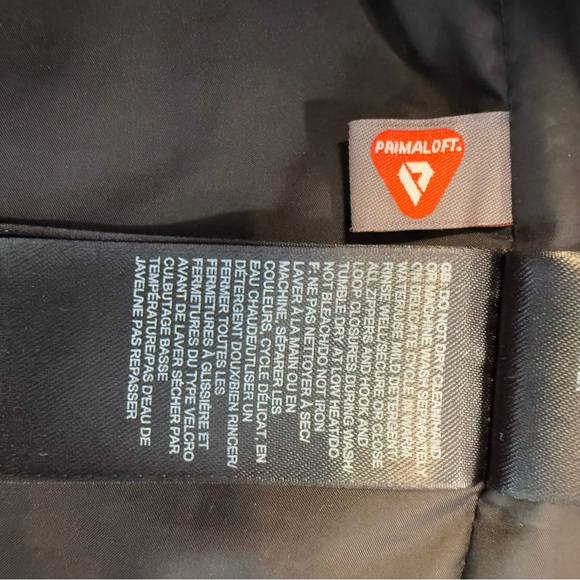 PRIMALOFT®
GB: DO NOT DRY CLEAN/HAND
OR MACHINE WASH SEPARATELY
ON DELICATE CYCLE IN WARM
WATER/USE MILD DETERGENT/
RINSE WELL/SECURE OR CLOSE
ALL ZIPPERS AND HOOK AND
LOOP CLOSURES DURING WASH/
TUMBLE DRY AT LOW HEAT/DO
NOT BLEACH/DO NOT IRON
F: NE PAS NETTOYER À SEC/
LAVER À LA MAIN OU EN
MACHINE, SÉPARER LES
COULEURS, CYCLE DÉLICAT, EN
EAU CHAUDE/UTILISER UN
DÉTERGENT DOUX/BIEN RINCER/
FERMER TOUTES LES
FERMETURES À GLISSIÈRE ET
FERMETURES DU TYPE VELCRO
AVANT DE LAVER SÉCHER PAR
CULBUTAGE BASSE
TEMPÉRATURE/PAS D'EAU DE
JAVEL/NE PAS REPASSER